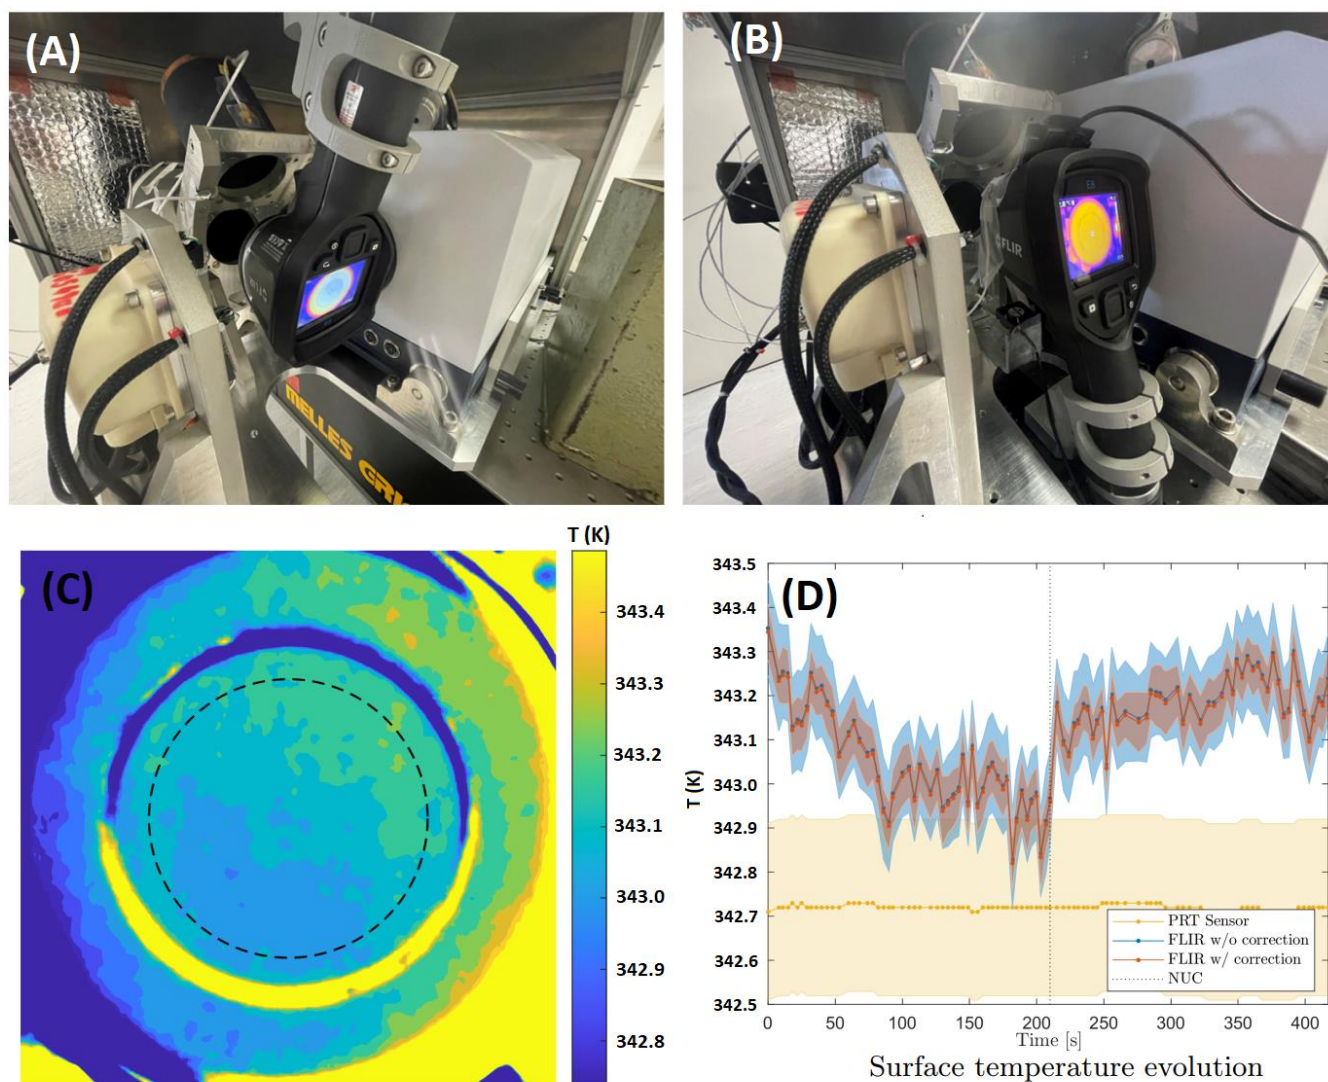 (A)
MELLES GRI
(B)
E8
FLIR
T (K)
(C)
343.4
343.3
343.2
343.1
343.0
342.9
342.8
(D)
343.5
343.4
343.3
343.2
343.1
343.0
342.9
342.8
342.7
342.6
342.5
T (K)
0 50 100 150 200 250 300 350 400
Time [s]
PRT Sensor
FLIR w/o correction
FLIR w/ correction
NUC
Surface temperature evolution